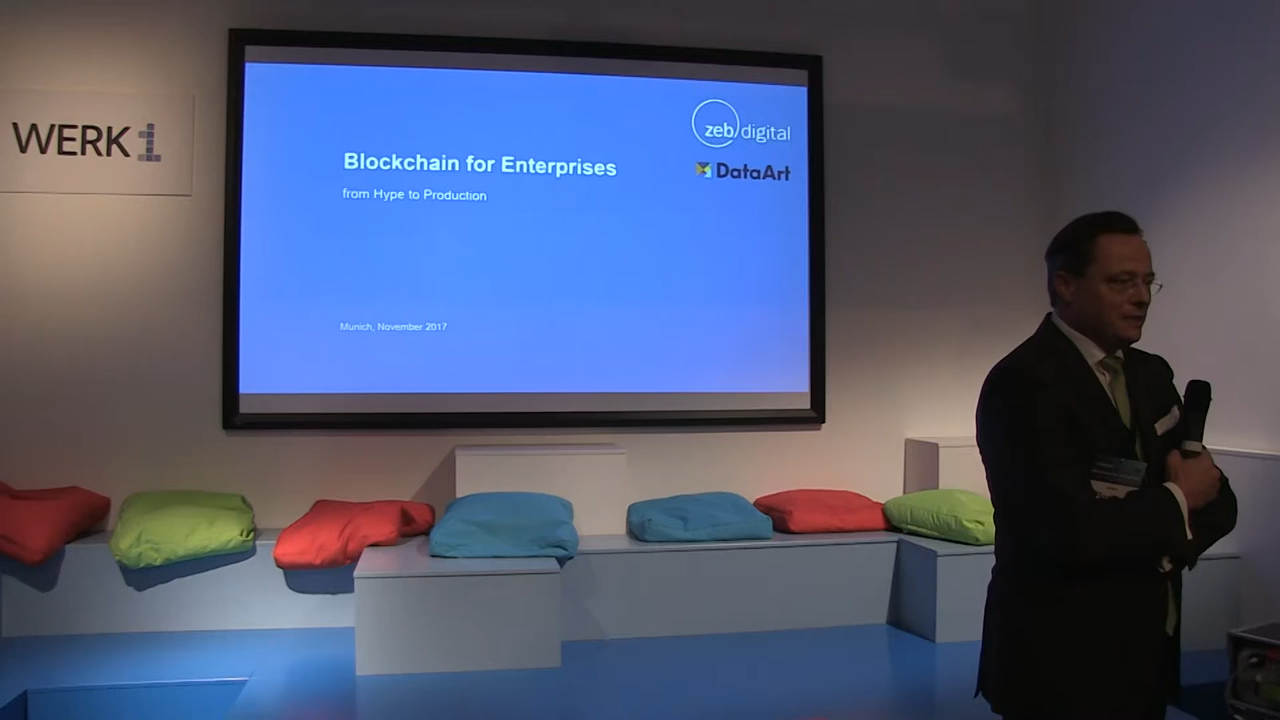 WERK1
zeb digital
DataArt
Blockchain for Enterprises
from Hype to Production
Munich, November 2017